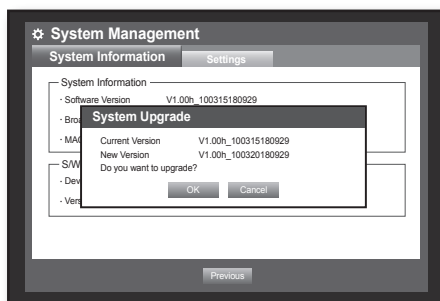 System Management
System Information
Settings
System Information
· Software Version V1.00h_100315180929
· Broa
· MAC
System Upgrade
Current Version V1.00h_100315180929
New Version V1.00h_100320180929
Do you want to upgrade?
OK Cancel
S/W
· Dev
· Vers
Previous